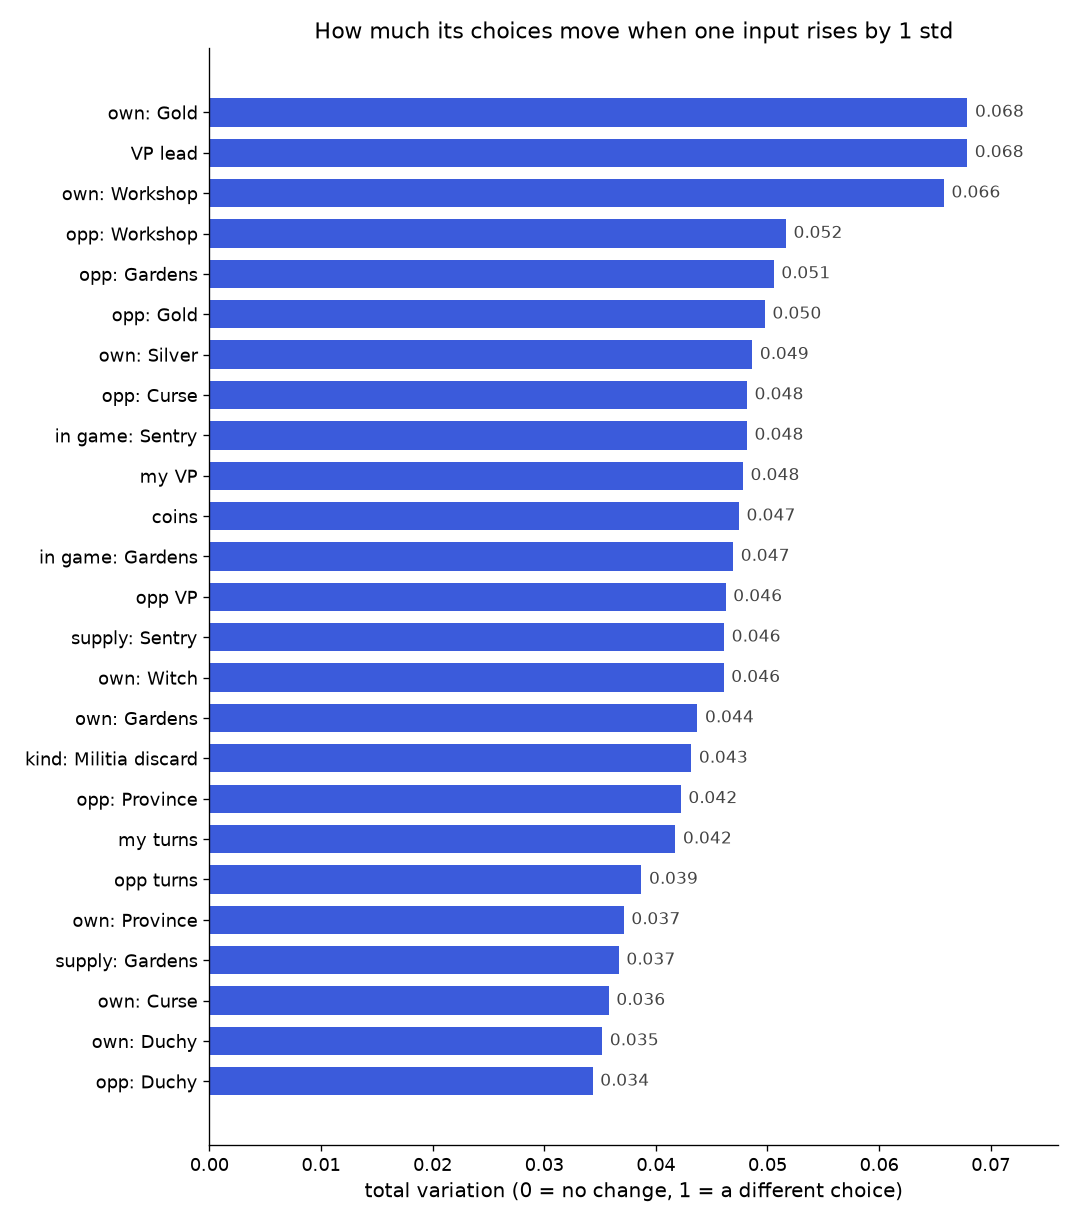 How much its choices move when one input rises by 1 std
own: Gold 0.068
VP lead 0.068
own: Workshop 0.066
opp: Workshop 0.052
opp: Gardens 0.051
opp: Gold 0.050
own: Silver 0.049
opp: Curse 0.048
in game: Sentry 0.048
my VP 0.048
coins 0.047
in game: Gardens 0.047
opp VP 0.046
supply: Sentry 0.046
own: Witch 0.046
own: Gardens 0.044
kind: Militia discard 0.043
opp: Province 0.042
my turns 0.042
opp turns 0.039
own: Province 0.037
supply: Gardens 0.037
own: Curse 0.036
own: Duchy 0.035
opp: Duchy 0.034
0.00 0.01 0.02 0.03 0.04 0.05 0.06 0.07
total variation (0 = no change, 1 = a different choice)